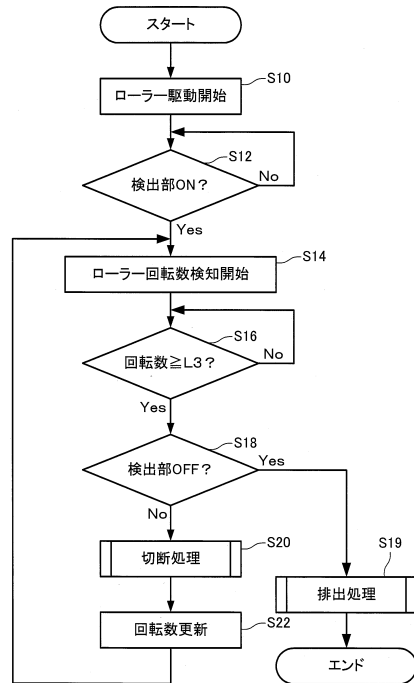 スタート
ローラー駆動開始
S10
検出部ON?
S12
No
Yes
ローラー回転数検知開始
S14
回転数≧L3?
S16
No
Yes
検出部OFF?
S18
Yes
No
切断処理
S20
排出処理
S19
回転数更新
S22
エンド